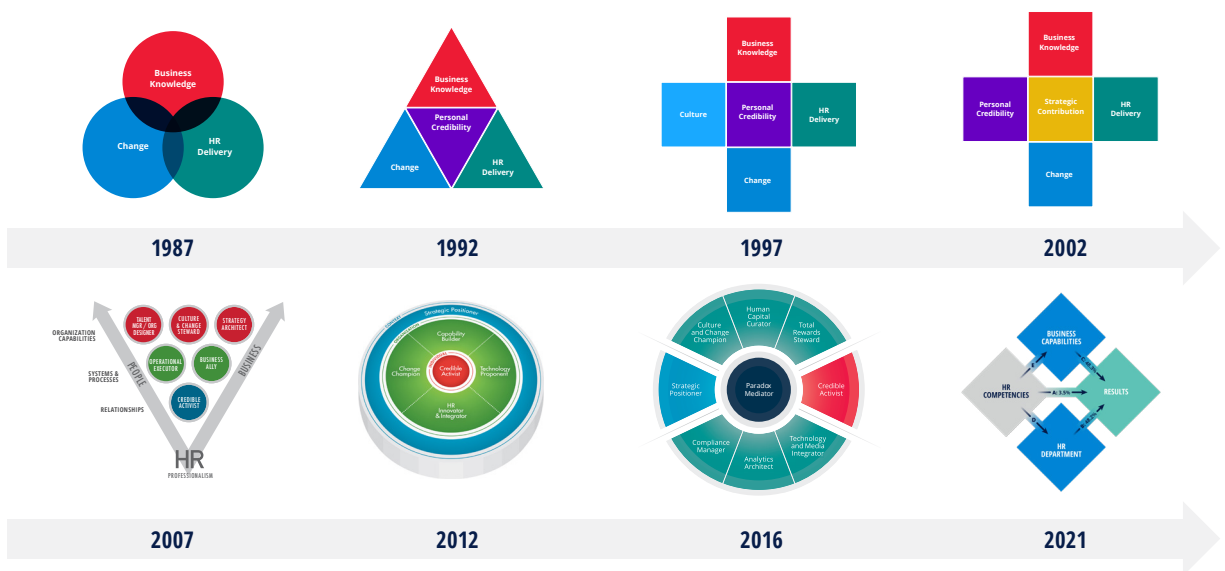 Business
Knowledge
Change
HR
Delivery
Business
Knowledge
Personal
Credibility
Change
HR
Delivery
Business
Knowledge
Culture
Personal
Credibility
HR
Delivery
Change
Business
Knowledge
Personal
Credibility
Strategic
Contribution
HR
Delivery
Change
1987
1992
1997
2002
ORGANIZATION
CAPABILITIES
SYSTEMS &
PROCESSES
RELATIONSHIPS
TALENT
MGR / ORG
DESIGNER
CULTURE
& CHANGE
STEWARD
STRATEGY
ARCHITECT
OPERATIONAL
EXECUTOR
BUSINESS
ALLY
CREDIBLE
ACTIVIST
PEOPLE
BUSINESS
HR
PROFESSIONALISM
Strategic Positioner
Capability
Builder
Change
Champion
Credible
Activist
Technology
Proponent
HR
Innovator
& Integrator
Culture
and Change
Champion
Human
Capital
Curator
Total
Rewards
Steward
Strategic
Positioner
Paradox
Mediator
Credible
Activist
Compliance
Manager
Analytics
Architect
Technology
and Media
Integrator
BUSINESS
CAPABILITIES
HR
COMPETENCIES
A: 3.5%
RESULTS
HR
DEPARTMENT
2007
2012
2016
2021